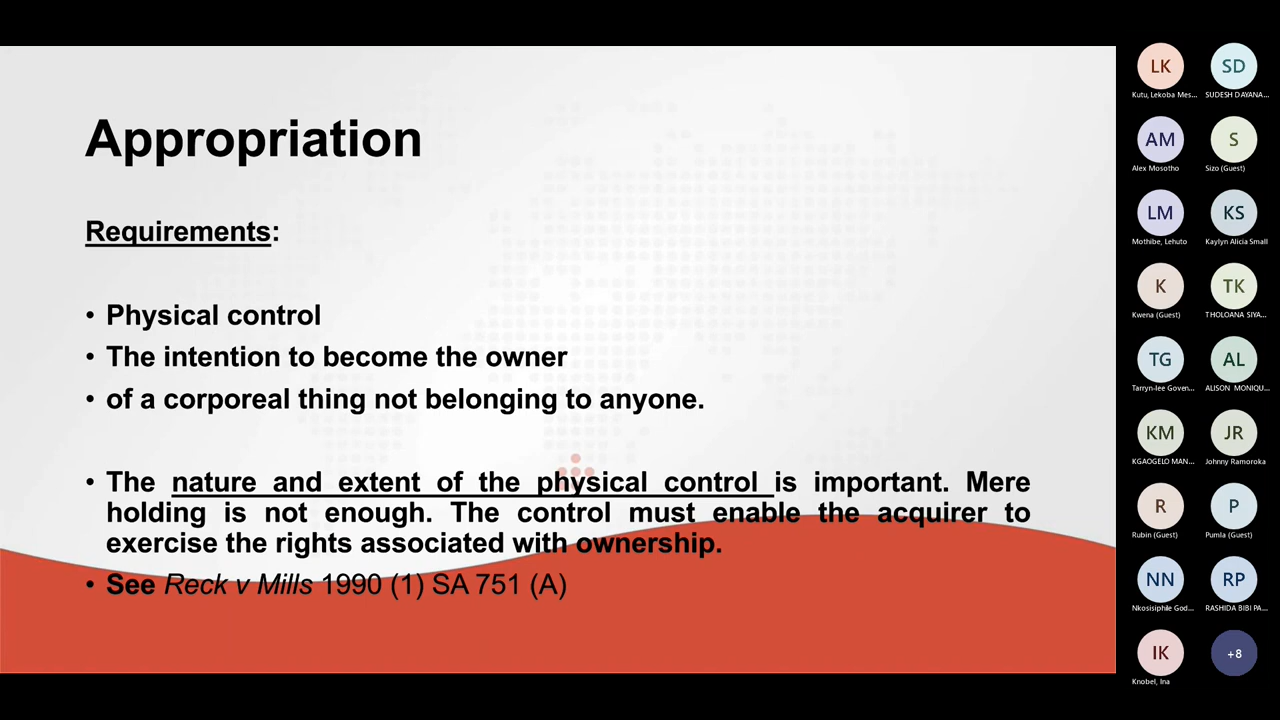 Appropriation
Requirements:
• Physical control
• The intention to become the owner
• of a corporeal thing not belonging to anyone.
• The nature and extent of the physical control is important. Mere
holding is not enough. The control must enable the acquirer to
exercise the rights associated with ownership.
• See Reck v Mills 1990 (1) SA 751 (A)
LK SD
Kutu, Lekoba Mes... SUDESH DAYANA...
AM S
Alex Mosotho Sizo (Guest)
LM KS
Mothibe, Lehuto Kaylyn Alicia Small
K TK
Kwena (Guest) THOLOANA SIYA...
TG AL
Tarryn-lee Goven... ALISON MONIQU...
KM JR
KGAOGELO MAN... Johnny Ramoroka
R P
Rubin (Guest) Pumla (Guest)
NN RP
Nkosisiphile God... RASHIDA BIBI PA...
IK +8
Knobel, Ina